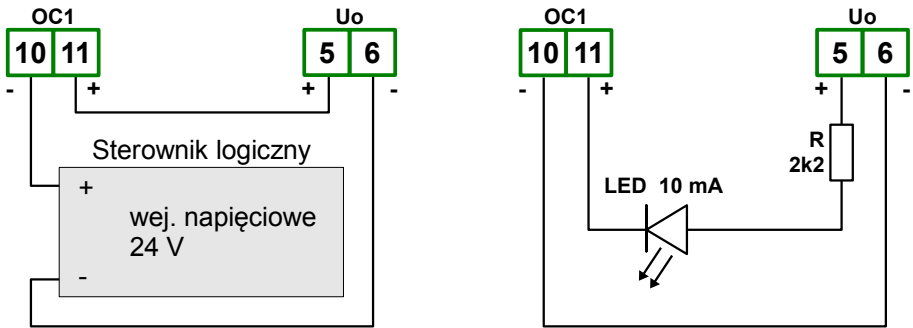 OC1
Uo
10 11
5 6
- +
+ -
Sterownik logiczny
+
wej. napięciowe
24 V
-
OC1
Uo
10 11
5 6
- +
+ -
R
2k2
LED 10 mA